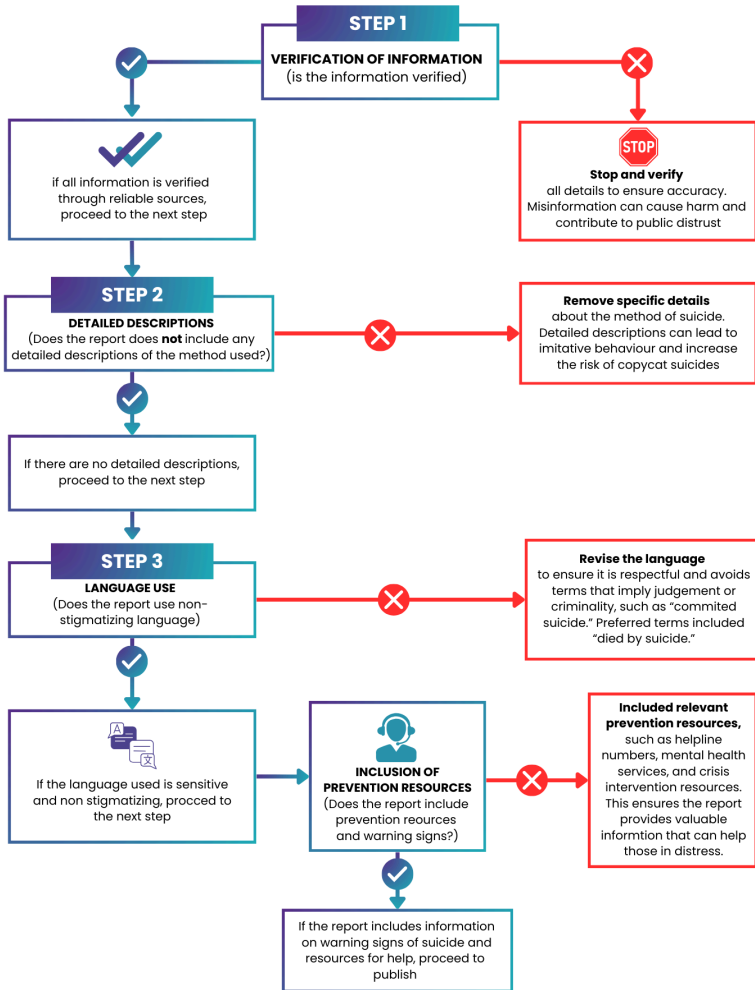 STEP 1
VERIFICATION OF INFORMATION
(is the information verified)
if all information is verified
through reliable sources,
proceed to the next step
STOP
Stop and verify
all details to ensure accuracy.
Misinformation can cause harm and
contribute to public distrust
STEP 2
DETAILED DESCRIPTIONS
(Does the report does not include any
detailed descriptions of the method used?)
Remove specific details
about the method of suicide.
Detailed descriptions can lead to
imitative behaviour and increase
the risk of copycat suicides
If there are no detailed descriptions,
proceed to the next step
STEP 3
LANGUAGE USE
(Does the report use non-
stigmatizing language)
Revise the language
to ensure it is respectful and avoids
terms that imply judgement or
criminality, such as “commited
suicide.” Preferred terms included
“died by suicide.”
A
文
If the language used is sensitive
and non stigmatizing, procced to
the next step
INCLUSION OF
PREVENTION RESOURCES
(Does the report include
prevention reources
and warning signs?)
Included relevant
prevention resources,
such as helpline
numbers, mental health
services, and crisis
intervention resources.
This ensures the report
provides valuable
informtion that can help
those in distress.
If the report includes information
on warning signs of suicide and
resources for help, proceed to
publish